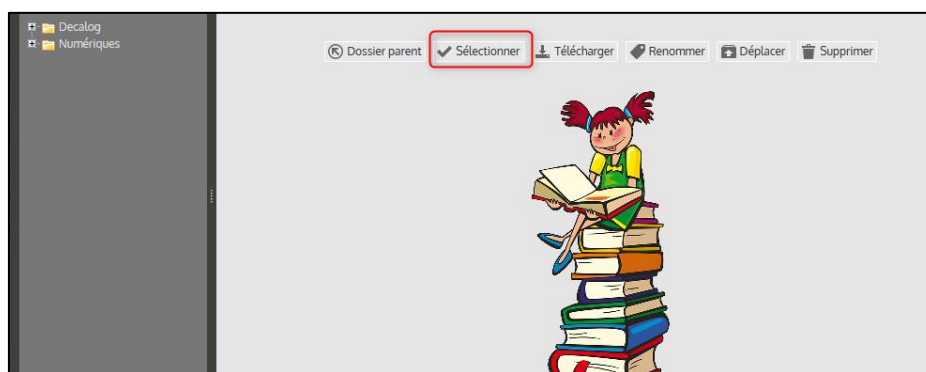 Decalog
Numériques
Dossier parent Sélectionner Télécharger Renommer Déplacer Supprimer